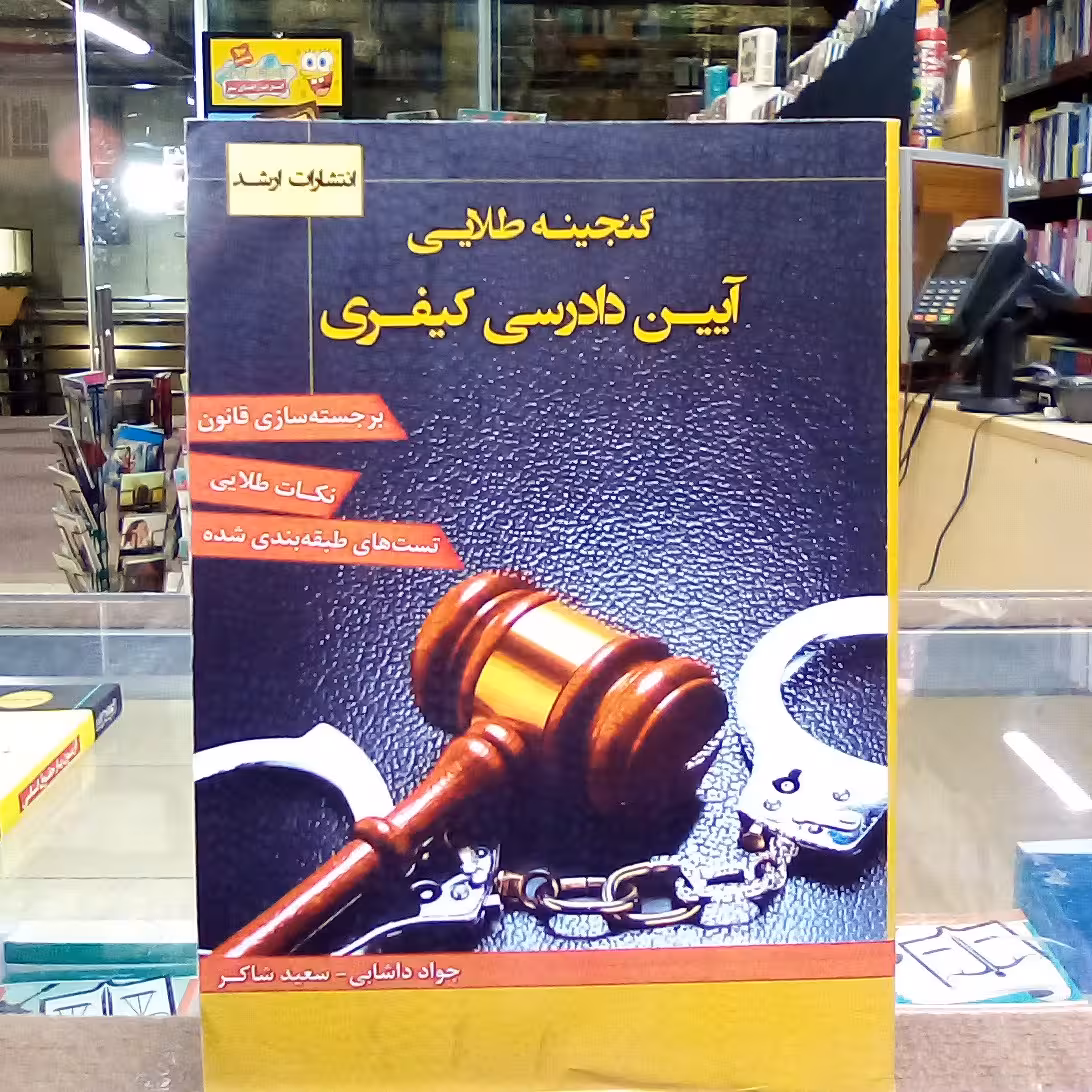 انتشارات ارشد
گنجینه طلایی
آیین دادرسی کیفری
برجسته‌سازی قانون
نکات طلایی
تست‌های طبقه‌بندی شده
جواد داشابی - سعید شاکر